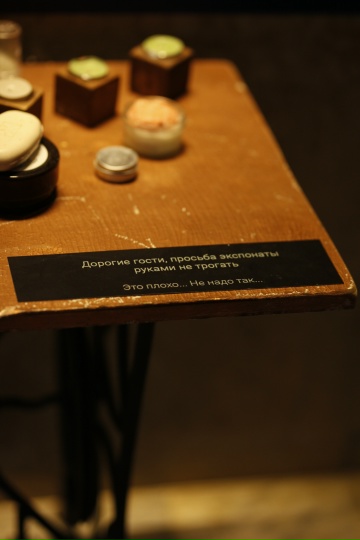 Дорогие гости, просьба экспонаты
руками не трогать
Это плохо... Не надо так....